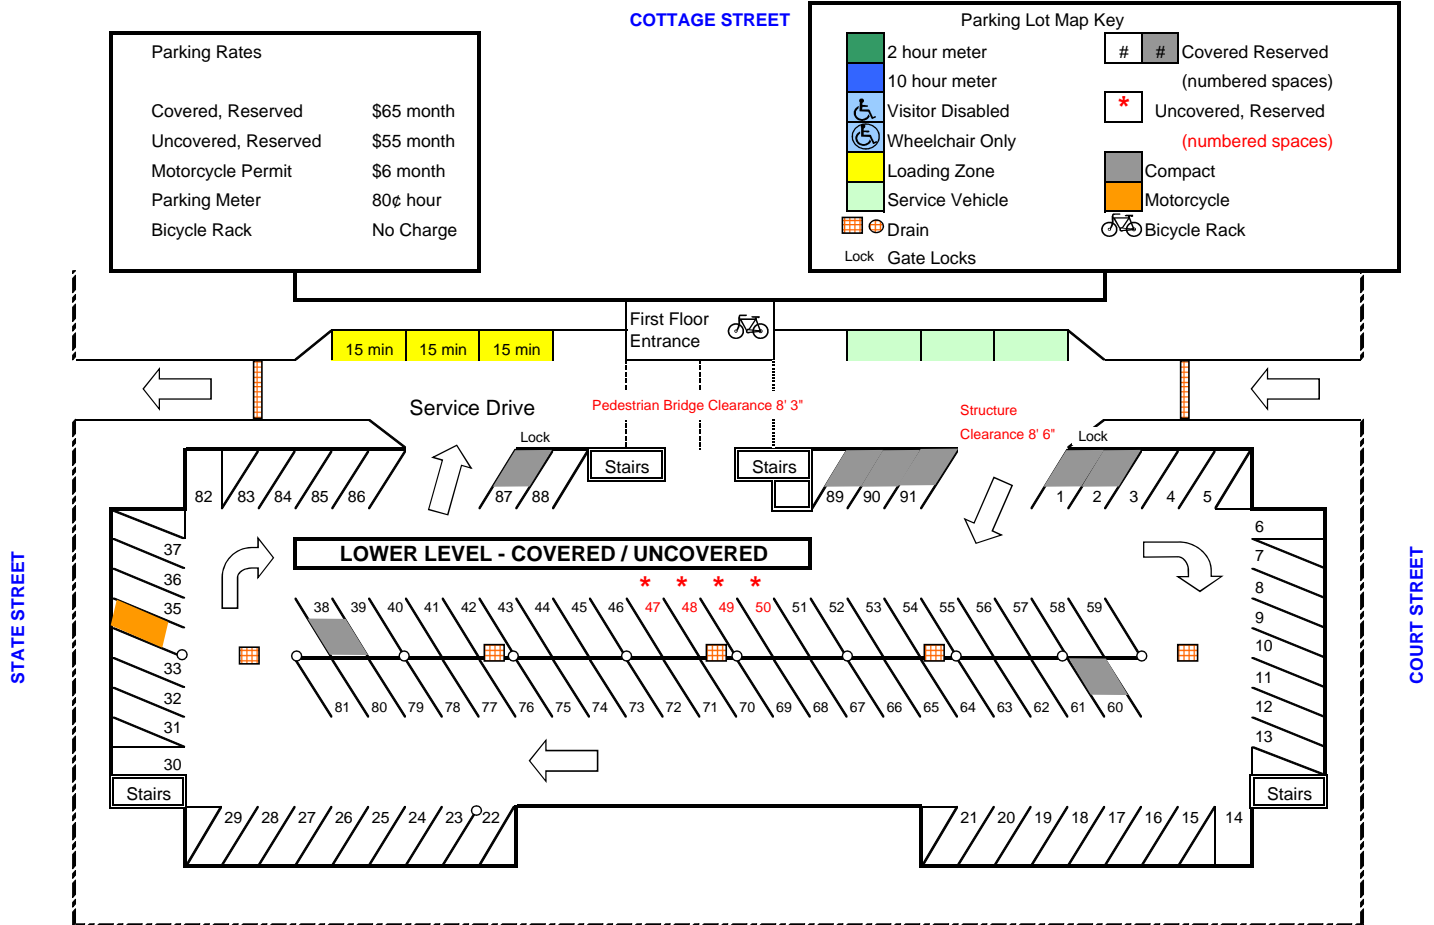 COTTAGE STREET
Parking Rates
Covered, Reserved $65 month
Uncovered, Reserved $55 month
Motorcycle Permit $6 month
Parking Meter 80¢ hour
Bicycle Rack No Charge
Parking Lot Map Key
2 hour meter # # Covered Reserved
10 hour meter (numbered spaces)
Visitor Disabled * Uncovered, Reserved
Wheelchair Only (numbered spaces)
Loading Zone Compact
Service Vehicle Motorcycle
Drain Bicycle Rack
Lock Gate Locks
First Floor
Entrance
15 min 15 min 15 min
Service Drive
Pedestrian Bridge Clearance 8' 3"
Structure
Clearance 8' 6"
Lock
Lock
Stairs
Stairs
82 83 84 85 86 87 88 89 90 91 1 2 3 4 5
6
7
8
9
10
11
12
13
37
36
35
33
32
31
30
LOWER LEVEL - COVERED / UNCOVERED
* * * *
38 39 40 41 42 43 44 45 46 47 48 49 50 51 52 53 54 55 56 57 58 59
81 80 79 78 77 76 75 74 73 72 71 70 69 68 67 66 65 64 63 62 61 60
Stairs
Stairs
29 28 27 26 25 24 23 22 21 20 19 18 17 16 15 14
STATE STREET
COURT STREET